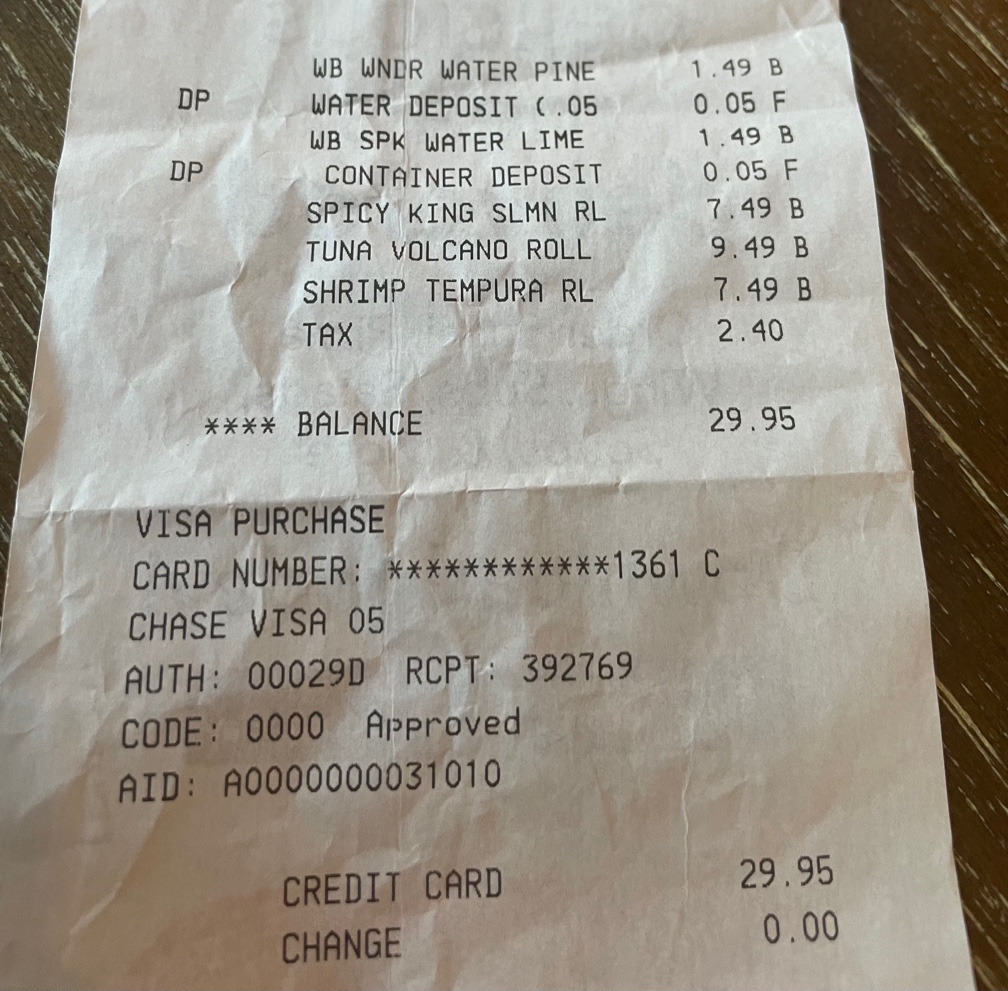 WB WNDR WATER PINE 1.49 B
DP WATER DEPOSIT (.05 0.05 F
WB SPK WATER LIME 1.49 B
DP CONTAINER DEPOSIT 0.05 F
SPICY KING SLMN RL 7.49 B
TUNA VOLCANO ROLL 9.49 B
SHRIMP TEMPURA RL 7.49 B
TAX 2.40
**** BALANCE 29.95
VISA PURCHASE
CARD NUMBER: ************1361 C
CHASE VISA 05
AUTH: 00029D RCPT: 392769
CODE: 0000 Approved
AID: A0000000031010
CREDIT CARD 29.95
CHANGE 0.00